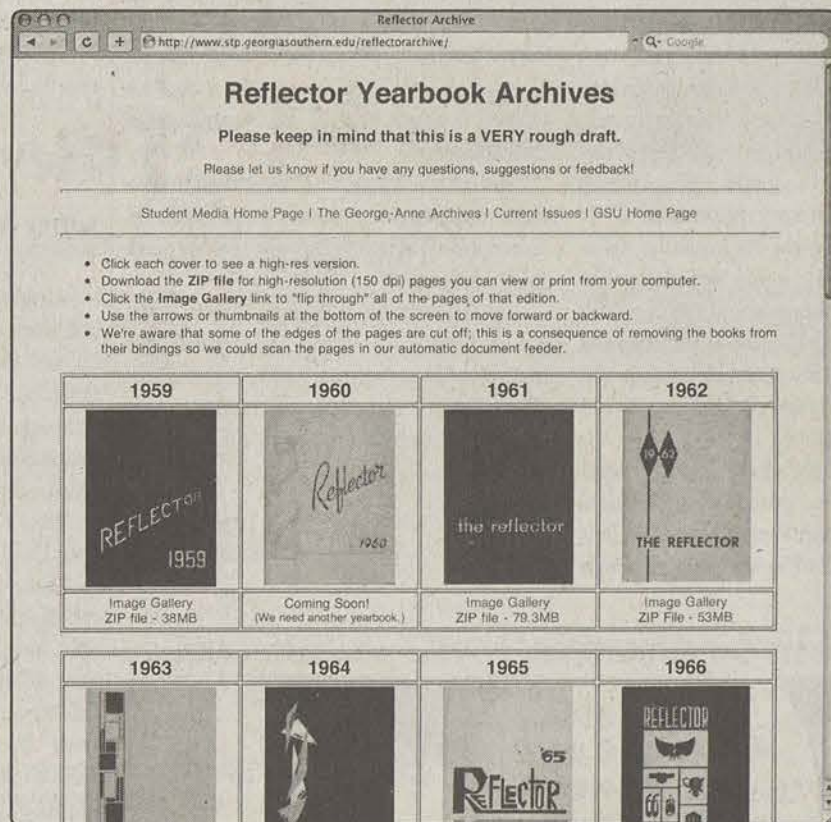 Reflector Archive
http://www.stp.georgiasouthern.edu/reflectorarchive/
Google
Reflector Yearbook Archives
Please keep in mind that this is a VERY rough draft.
Please let us know if you have any questions, suggestions or feedback!
Student Media Home Page | The George-Anne Archives | Current Issues | GSU Home Page
• Click each cover to see a high-res version.
• Download the ZIP file for high-resolution (150 dpi) pages you can view or print from your computer.
• Click the Image Gallery link to "flip through" all of the pages of that edition.
• Use the arrows or thumbnails at the bottom of the screen to move forward or backward.
• We're aware that some of the edges of the pages are cut off; this is a consequence of removing the books from
their bindings so we could scan the pages in our automatic document feeder.
1959 1960 1961 1962
REFLECTOR
1959
Reflector
1960
the reflector
19 62
THE REFLECTOR
Image Gallery
ZIP file - 38MB
Coming Soon!
(We need another yearbook.)
Image Gallery
ZIP file - 79.3MB
Image Gallery
ZIP File - 53MB
1963 1964 1965 1966
'65
REFLECTOR
REFLECTOR
66